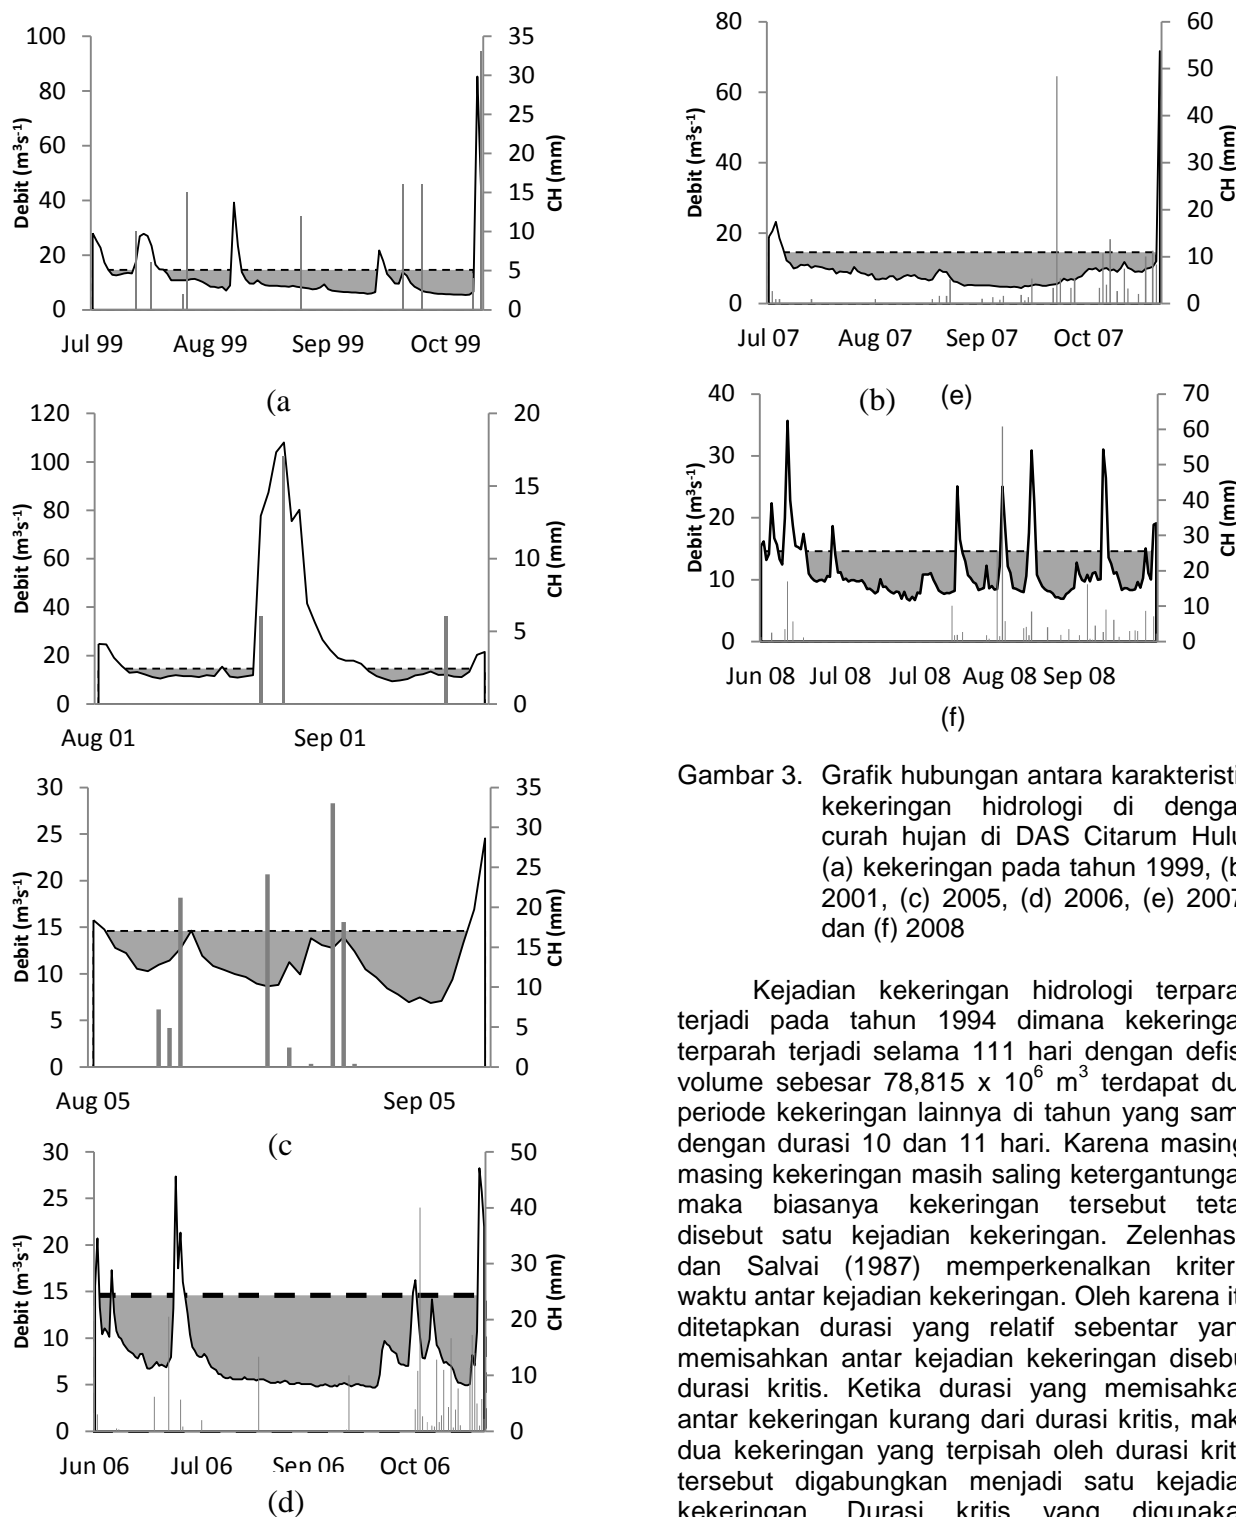 100
80
60
40
20
0
Debit (m³s⁻¹)
35
30
25
20
15
10
5
0
CH (mm)
Jul 99 Aug 99 Sep 99 Oct 99
(a
120
100
80
60
40
20
0
Debit (m³s⁻¹)
20
15
10
5
0
CH (mm)
Aug 01 Sep 01
30
25
20
15
10
5
0
Debit (m³s⁻¹)
35
30
25
20
15
10
5
0
CH (mm)
Aug 05 Sep 05
(c
30
25
20
15
10
5
0
Debit (m⁻³s⁻¹)
50
40
30
20
10
0
CH (mm)
Jun 06 Jul 06 Sep 06 Oct 06
(d)
80
60
40
20
0
Debit (m³s⁻¹)
60
50
40
30
20
10
0
CH (mm)
Jul 07 Aug 07 Sep 07 Oct 07
(b) (e)
40
30
20
10
0
Debit (m³s⁻¹)
70
60
50
40
30
20
10
0
CH (mm)
Jun 08 Jul 08 Jul 08 Aug 08 Sep 08
(f)
Gambar 3. Grafik hubungan antara karakteristi
kekeringan hidrologi di denga
curah hujan di DAS Citarum Hulu
(a) kekeringan pada tahun 1999, (b
2001, (c) 2005, (d) 2006, (e) 2007
dan (f) 2008
Kejadian kekeringan hidrologi terpara
terjadi pada tahun 1994 dimana kekeringa
terparah terjadi selama 111 hari dengan defis
volume sebesar 78,815 x 10⁶ m³ terdapat du
periode kekeringan lainnya di tahun yang sam
dengan durasi 10 dan 11 hari. Karena masing
masing kekeringan masih saling ketergantunga
maka biasanya kekeringan tersebut teta
disebut satu kejadian kekeringan. Zelenhas
dan Salvai (1987) memperkenalkan kriter
waktu antar kejadian kekeringan. Oleh karena it
ditetapkan durasi yang relatif sebentar yan
memisahkan antar kejadian kekeringan disebu
durasi kritis. Ketika durasi yang memisahka
antar kekeringan kurang dari durasi kritis, mak
dua kekeringan yang terpisah oleh durasi krit
tersebut digabungkan menjadi satu kejadia
kekeringan. Durasi kritis yang digunaka